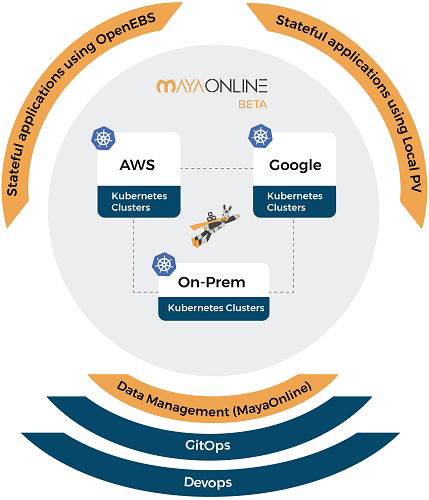 Stateful applications using OpenEBS
Stateful applications using Local PV
MAYAONLINE
BETA
AWS
Kubernetes
Clusters
Google
Kubernetes
Clusters
On-Prem
Kubernetes Clusters
Data Management (MayaOnline)
GitOps
Devops